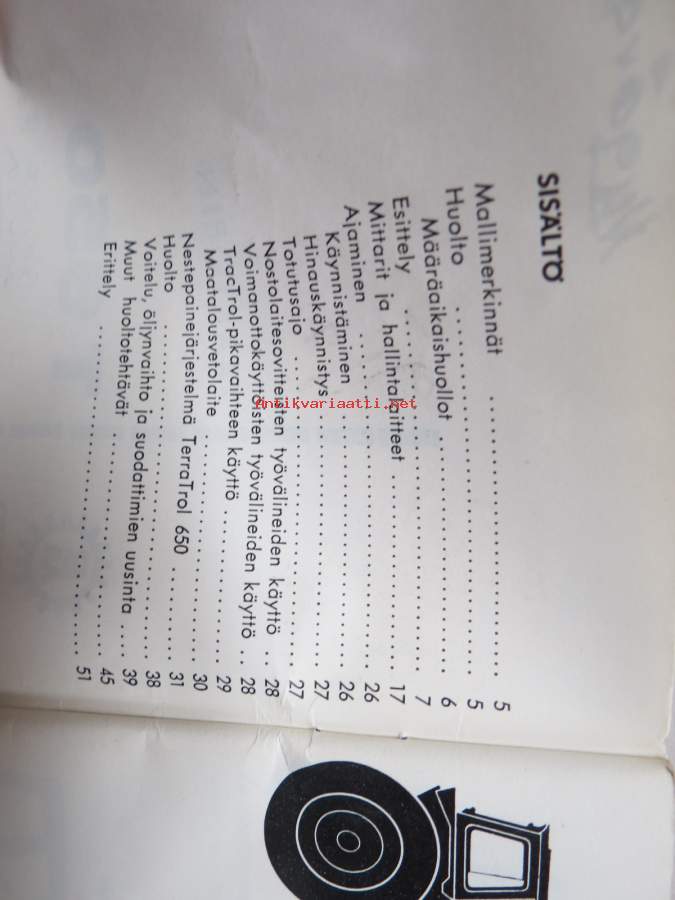 SISÄLTÖ
Mallimerkinnät .......................... 5
Huolto .......................... 5
Määräaikaishuollot .................. 6
Esittely .......................... 7
Mittarit ja hallintalaitteet .............. 17
Ajaminen .......................... 26
Käynnistäminen .................. 26
Hinauskäynnistys .................. 27
Totutusajo .......................... 27
Nostolaitesovitteisten työvälineiden käyttö .. 28
Voimanottokäyttöisten työvälineiden käyttö .. 28
TracTrol-pikavaihteen käyttö ............ 29
Maatalousvetolaite .................. 30
Nestepainejärjestelmä TerraTrol 650 ........ 31
Huolto .......................... 38
Voitelu, öljynvaihto ja suodattimien uusinta .... 39
Muut huoltotehtävät .................. 45
Erittely .......................... 51
antikvariaatti.net